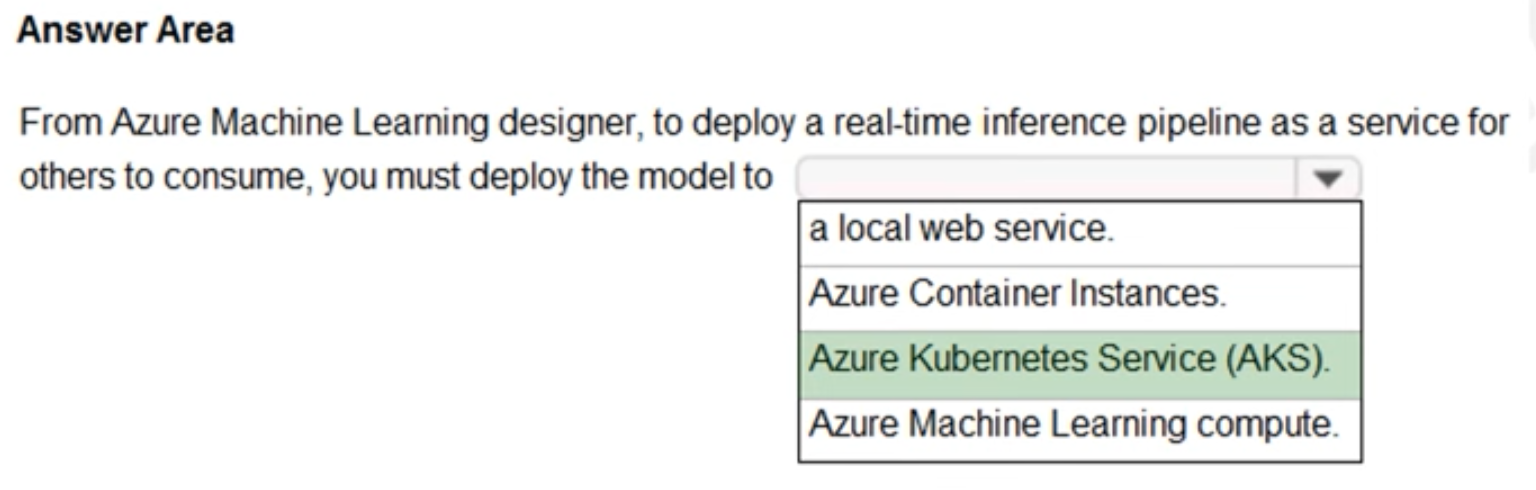 Answer Area
From Azure Machine Learning designer, to deploy a real-time inference pipeline as a service for
others to consume, you must deploy the model to
a local web service.
Azure Container Instances.
Azure Kubernetes Service (AKS).
Azure Machine Learning compute.